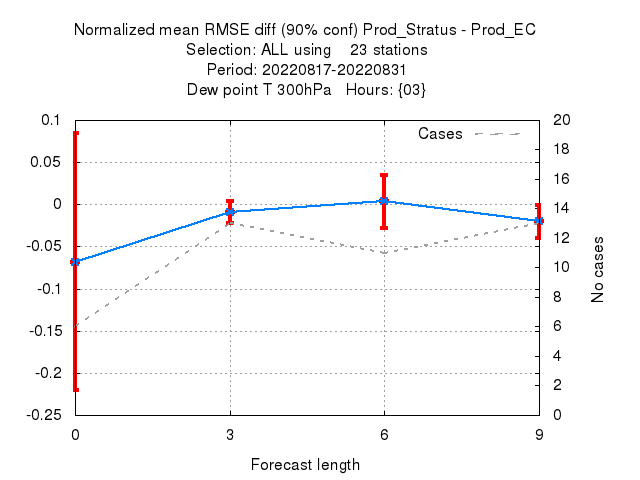 Normalized mean RMSE diff (90% conf) Prod_Stratus - Prod_EC
Selection: ALL using    23 stations
Period: 20220817-20220831
Dew point T 300hPa   Hours: {03}
Cases
0.1
0.05
0
-0.05
-0.1
-0.15
-0.2
-0.25
20
18
16
14
12
10
8
6
4
2
0
No cases
0 3 6 9
Forecast length